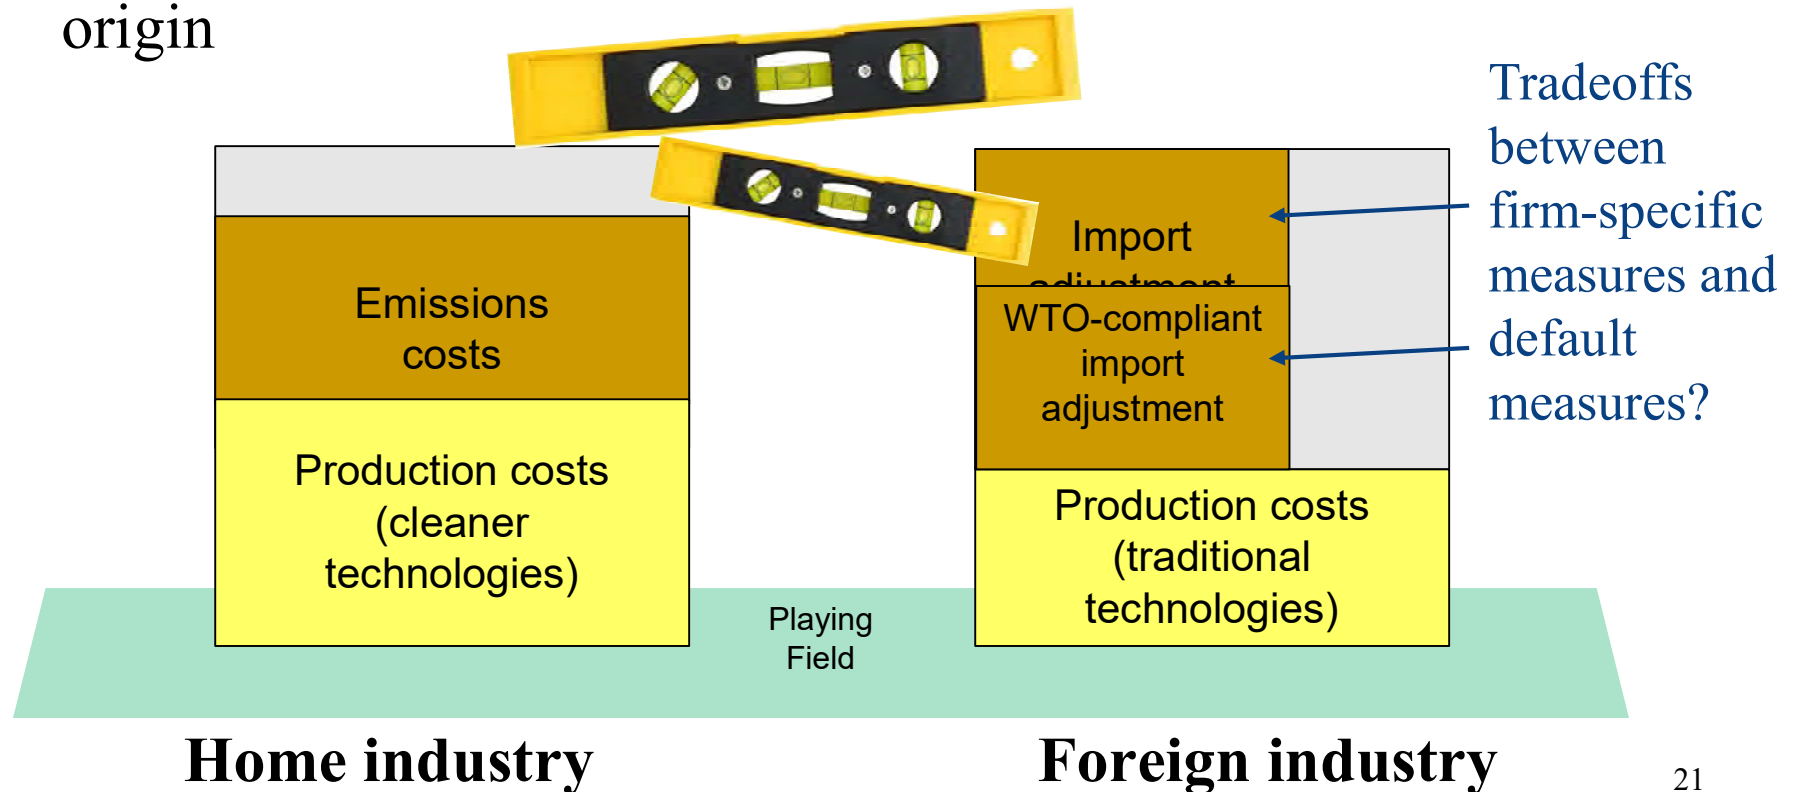 origin
Tradeoffs
between
firm-specific
measures and
default
measures?
Emissions
costs
Production costs
(cleaner
technologies)
Import
adjustment
WTO-compliant
import
adjustment
Production costs
(traditional
technologies)
Playing
Field
Home industry
Foreign industry
21